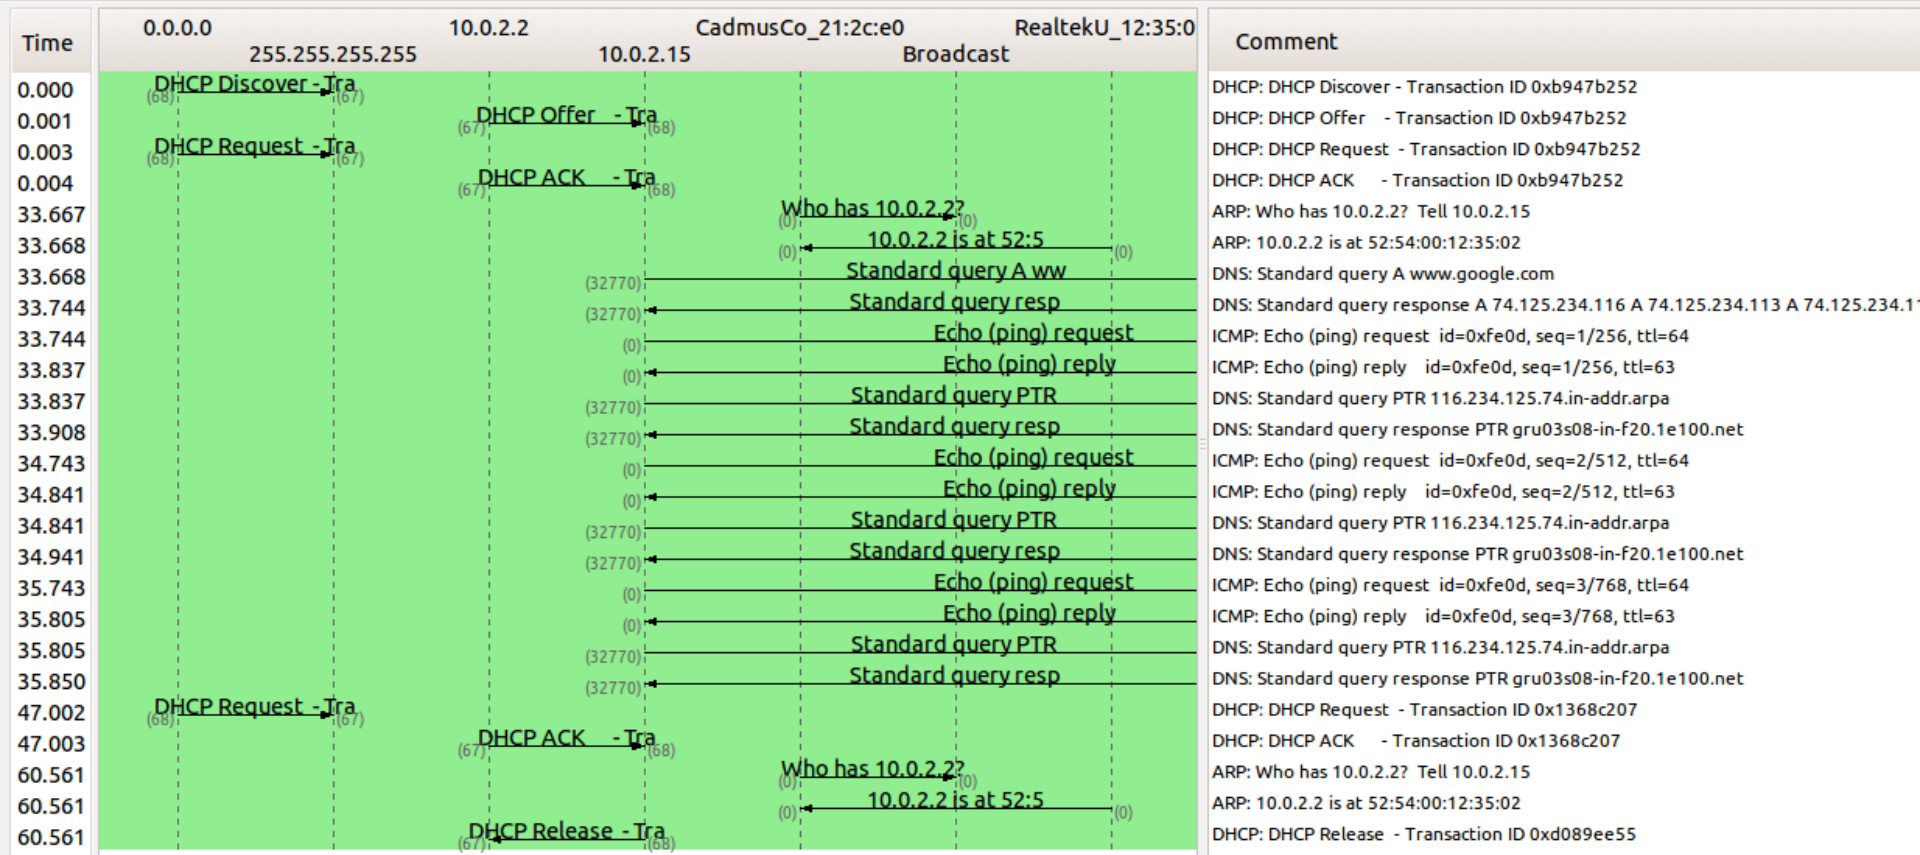 Time 0.0.0.0 10.0.2.2 CadmusCo_21:2c:e0 RealtekU_12:35:0 Comment
255.255.255.255 10.0.2.15 Broadcast
0.000 DHCP Discover - Tra (68) (67) DHCP: DHCP Discover - Transaction ID 0xb947b252
0.001 DHCP Offer - Tra (67) (68) DHCP: DHCP Offer - Transaction ID 0xb947b252
0.003 DHCP Request - Tra (68) (67) DHCP: DHCP Request - Transaction ID 0xb947b252
0.004 DHCP ACK - Tra (67) (68) DHCP: DHCP ACK - Transaction ID 0xb947b252
33.667 Who has 10.0.2.2? (0) (0) ARP: Who has 10.0.2.2? Tell 10.0.2.15
33.668 10.0.2.2 is at 52:5 (0) (0) ARP: 10.0.2.2 is at 52:54:00:12:35:02
33.668 Standard query A ww (32770) DNS: Standard query A www.google.com
33.744 Standard query resp (32770) DNS: Standard query response A 74.125.234.116 A 74.125.234.113 A 74.125.234.11
33.744 Echo (ping) request (0) ICMP: Echo (ping) request id=0xfe0d, seq=1/256, ttl=64
33.837 Echo (ping) reply (0) ICMP: Echo (ping) reply id=0xfe0d, seq=1/256, ttl=63
33.837 Standard query PTR (32770) DNS: Standard query PTR 116.234.125.74.in-addr.arpa
33.908 Standard query resp (32770) DNS: Standard query response PTR gru03s08-in-f20.1e100.net
34.743 Echo (ping) request (0) ICMP: Echo (ping) request id=0xfe0d, seq=2/512, ttl=64
34.841 Echo (ping) reply (0) ICMP: Echo (ping) reply id=0xfe0d, seq=2/512, ttl=63
34.841 Standard query PTR (32770) DNS: Standard query PTR 116.234.125.74.in-addr.arpa
34.941 Standard query resp (32770) DNS: Standard query response PTR gru03s08-in-f20.1e100.net
35.743 Echo (ping) request (0) ICMP: Echo (ping) request id=0xfe0d, seq=3/768, ttl=64
35.805 Echo (ping) reply (0) ICMP: Echo (ping) reply id=0xfe0d, seq=3/768, ttl=63
35.805 Standard query PTR (32770) DNS: Standard query PTR 116.234.125.74.in-addr.arpa
35.850 Standard query resp (32770) DNS: Standard query response PTR gru03s08-in-f20.1e100.net
47.002 DHCP Request - Tra (68) (67) DHCP: DHCP Request - Transaction ID 0x1368c207
47.003 DHCP ACK - Tra (67) (68) DHCP: DHCP ACK - Transaction ID 0x1368c207
60.561 Who has 10.0.2.2? (0) (0) ARP: Who has 10.0.2.2? Tell 10.0.2.15
60.561 10.0.2.2 is at 52:5 (0) (0) ARP: 10.0.2.2 is at 52:54:00:12:35:02
60.561 DHCP Release - Tra (67) (68) DHCP: DHCP Release - Transaction ID 0xd089ee55